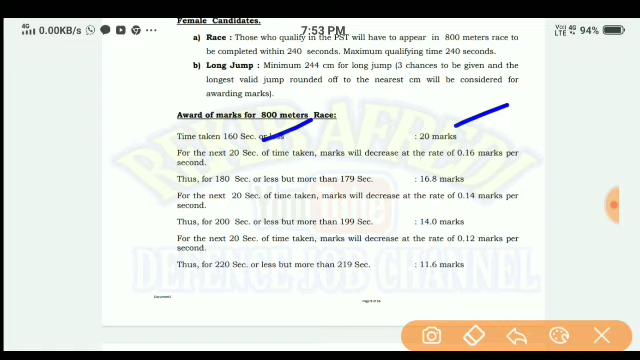 4G
0.00KB/s
7:53 PM
Vo))
LTE
4G
94%
Female Candidates.
a) Race : Those who qualify in the PST will have to appear in 800 meters race to
be completed within 240 seconds. Maximum qualifying time 240 seconds.
b) Long Jump : Minimum 244 cm for long jump (3 chances to be given and the
longest valid jump rounded off to the nearest cm will be considered for
awarding marks).
Award of marks for 800 meters Race:
Time taken 160 Sec. or less : 20 marks
For the next 20 Sec. of time taken, marks will decrease at the rate of 0.16 marks per
second.
Thus, for 180 Sec. or less but more than 179 Sec. : 16.8 marks
For the next 20 Sec. of time taken, marks will decrease at the rate of 0.14 marks per
second.
Thus, for 200 Sec. or less but more than 199 Sec. : 14.0 marks
For the next 20 Sec. of time taken, marks will decrease at the rate of 0.12 marks per
second.
Thus, for 220 Sec. or less but more than 219 Sec. : 11.6 marks
YouTube
DEFENCE JOB CHANNEL